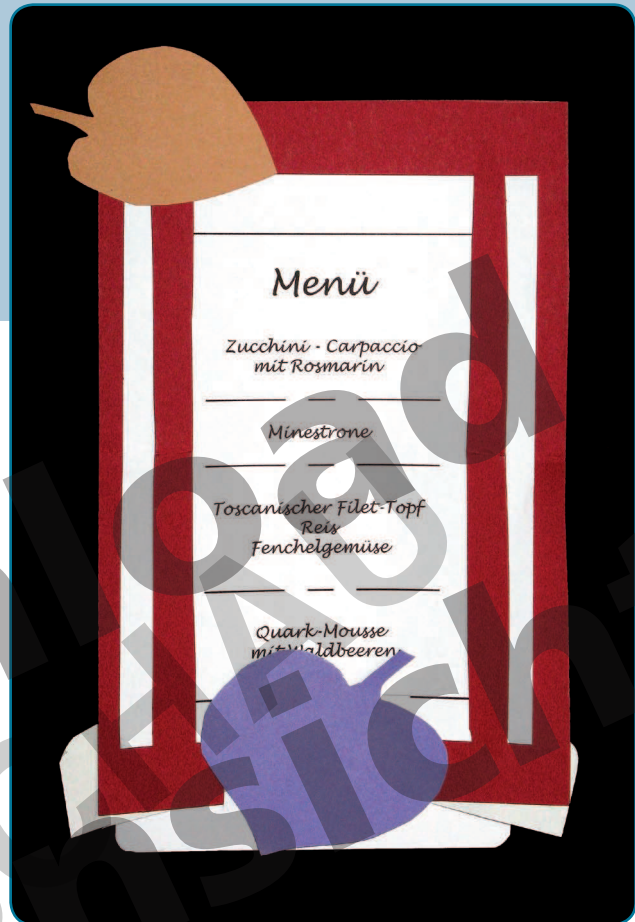 Menü
Zucchini - Carpaccio
mit Rosmarin
Minestrone
Toscanischer Filet-Topf
Reis
Fenchelgemüse
Quark-Mousse
mit Waldbeeren